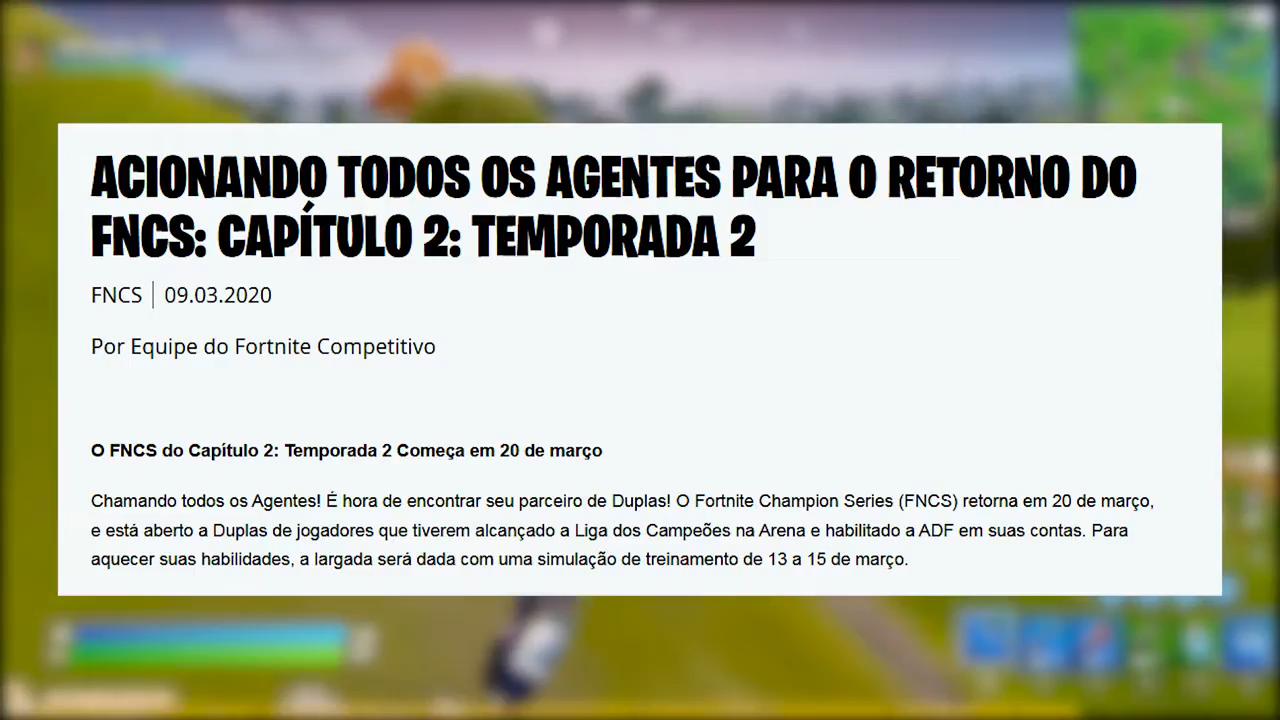 ACIONANDO TODOS OS AGENTES PARA O RETORNO DO
FNCS: CAPÍTULO 2: TEMPORADA 2
FNCS | 09.03.2020
Por Equipe do Fortnite Competitivo
O FNCS do Capítulo 2: Temporada 2 Começa em 20 de março
Chamando todos os Agentes! É hora de encontrar seu parceiro de Duplas! O Fortnite Champion Series (FNCS) retorna em 20 de março,
e está aberto a Duplas de jogadores que tiverem alcançado a Liga dos Campeões na Arena e habilitado a ADF em suas contas. Para
aquecer suas habilidades, a largada será dada com uma simulação de treinamento de 13 a 15 de março.